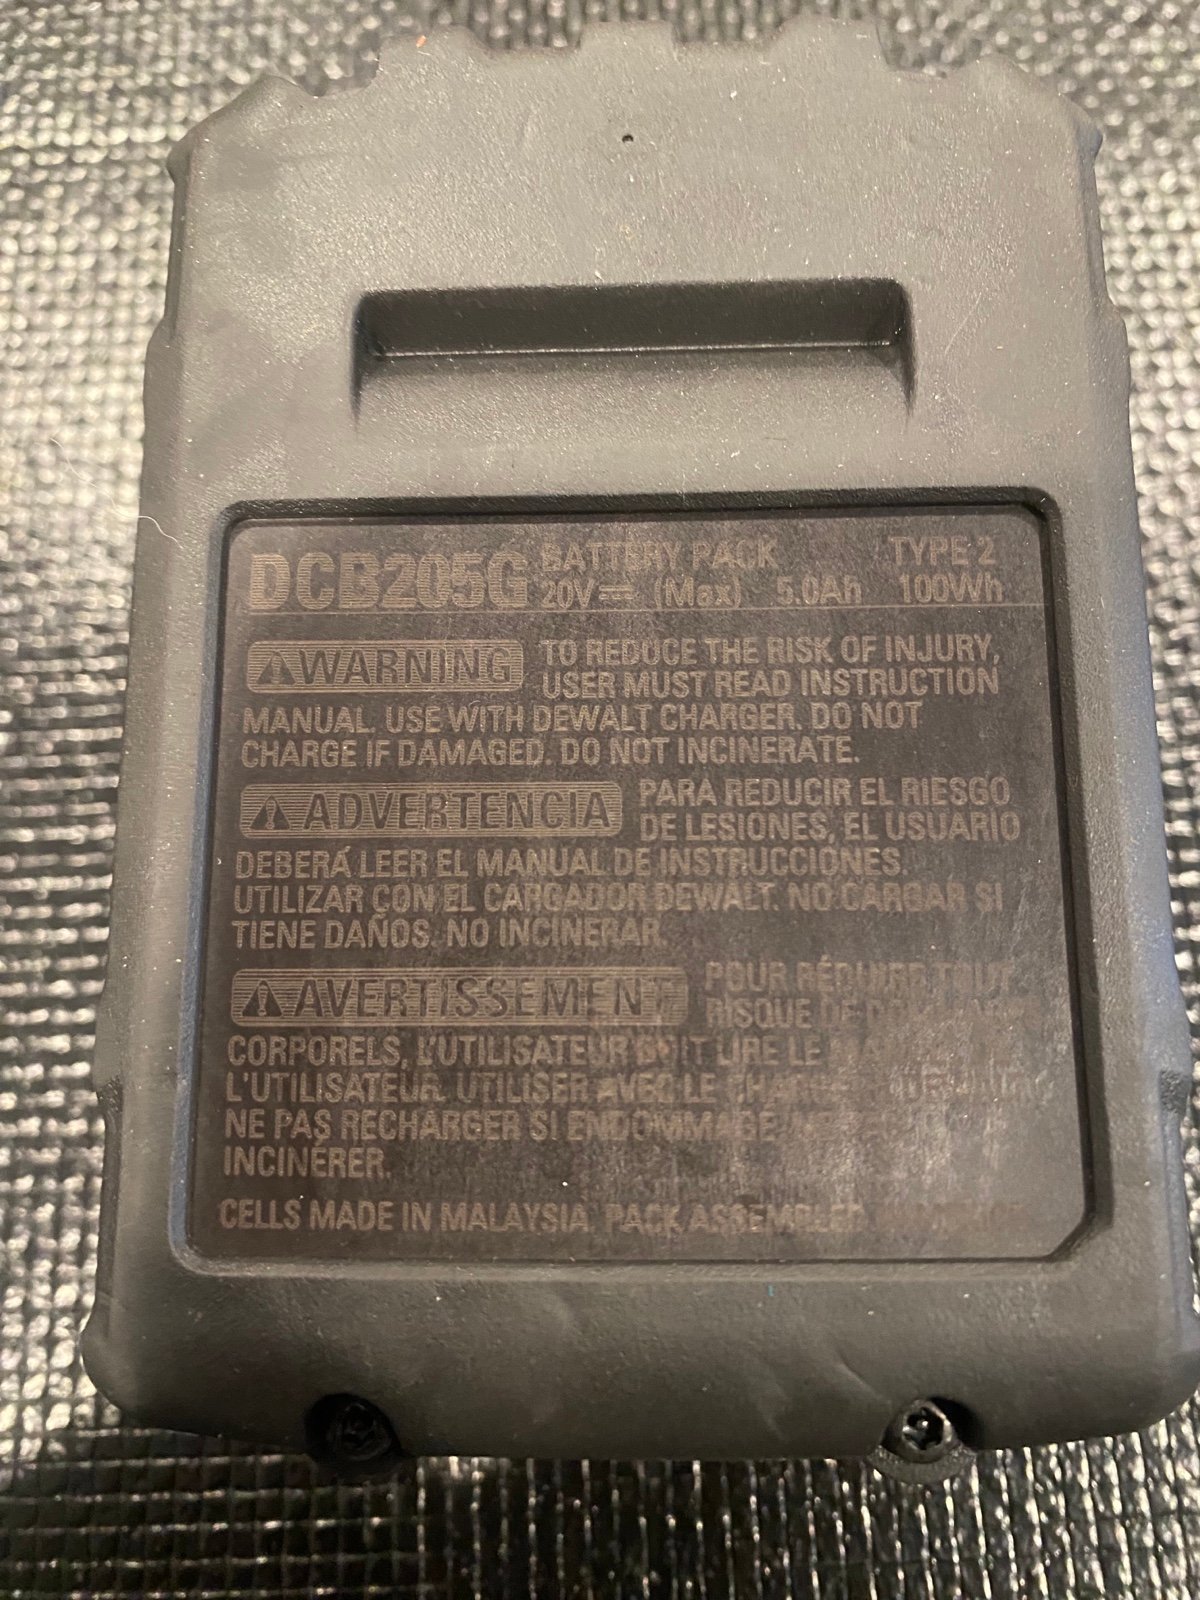 DCB205G BATTERY PACK TYPE 2
20V⎓ (Max) 5.0Ah 100Wh
⚠WARNING TO REDUCE THE RISK OF INJURY,
USER MUST READ INSTRUCTION
MANUAL. USE WITH DEWALT CHARGER. DO NOT
CHARGE IF DAMAGED. DO NOT INCINERATE.
⚠ADVERTENCIA PARA REDUCIR EL RIESGO
DE LESIONES, EL USUARIO
DEBERÁ LEER EL MANUAL DE INSTRUCCIONES.
UTILIZAR CON EL CARGADOR DEWALT. NO CARGAR SI
TIENE DAÑOS. NO INCINERAR.
⚠AVERTISSEMENT POUR RÉDUIRE TOUT
RISQUE DE
CORPORELS, L'UTILISATEUR DOIT LIRE LE
L'UTILISATEUR. UTILISER AVEC LE
NE PAS RECHARGER SI ENDOMMAGÉ.
INCINÉRER.
CELLS MADE IN MALAYSIA, PACK ASSEMBLED